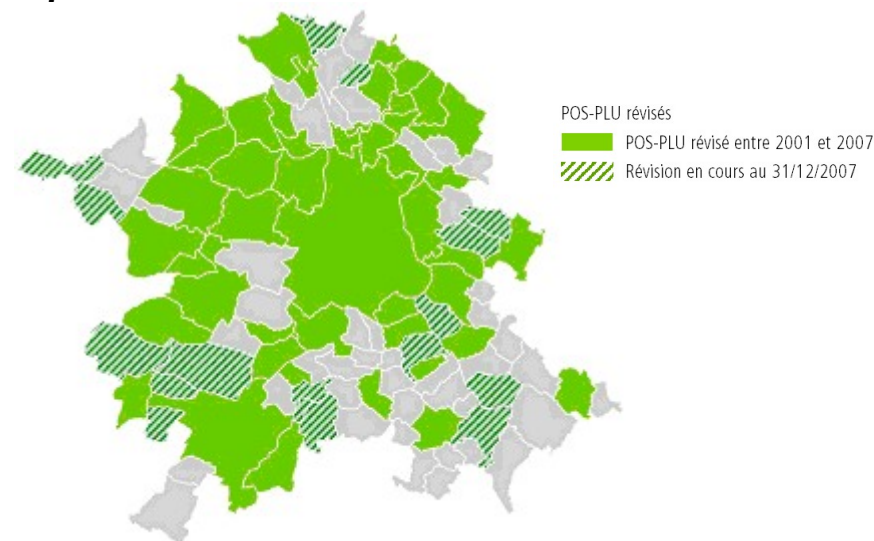 POS-PLU révisés
POS-PLU révisé entre 2001 et 2007
Révision en cours au 31/12/2007